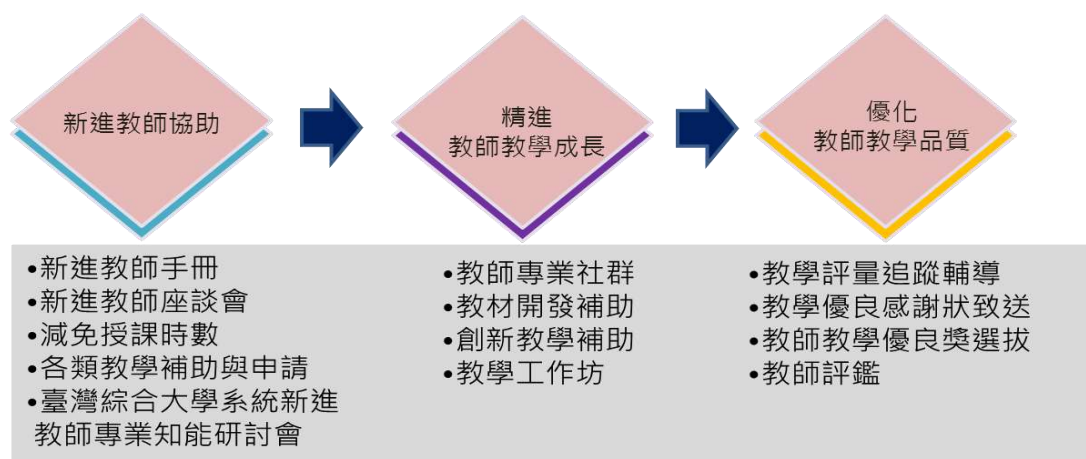 新進教師協助
精進
教師教學成長
優化
教師教學品質
•新進教師手冊
•新進教師座談會
•減免授課時數
•各類教學補助與申請
•臺灣綜合大學系統新進
教師專業知能研討會
•教師專業社群
•教材開發補助
•創新教學補助
•教學工作坊
•教學評量追蹤輔導
•教學優良感謝狀致送
•教師教學優良獎選拔
•教師評鑑